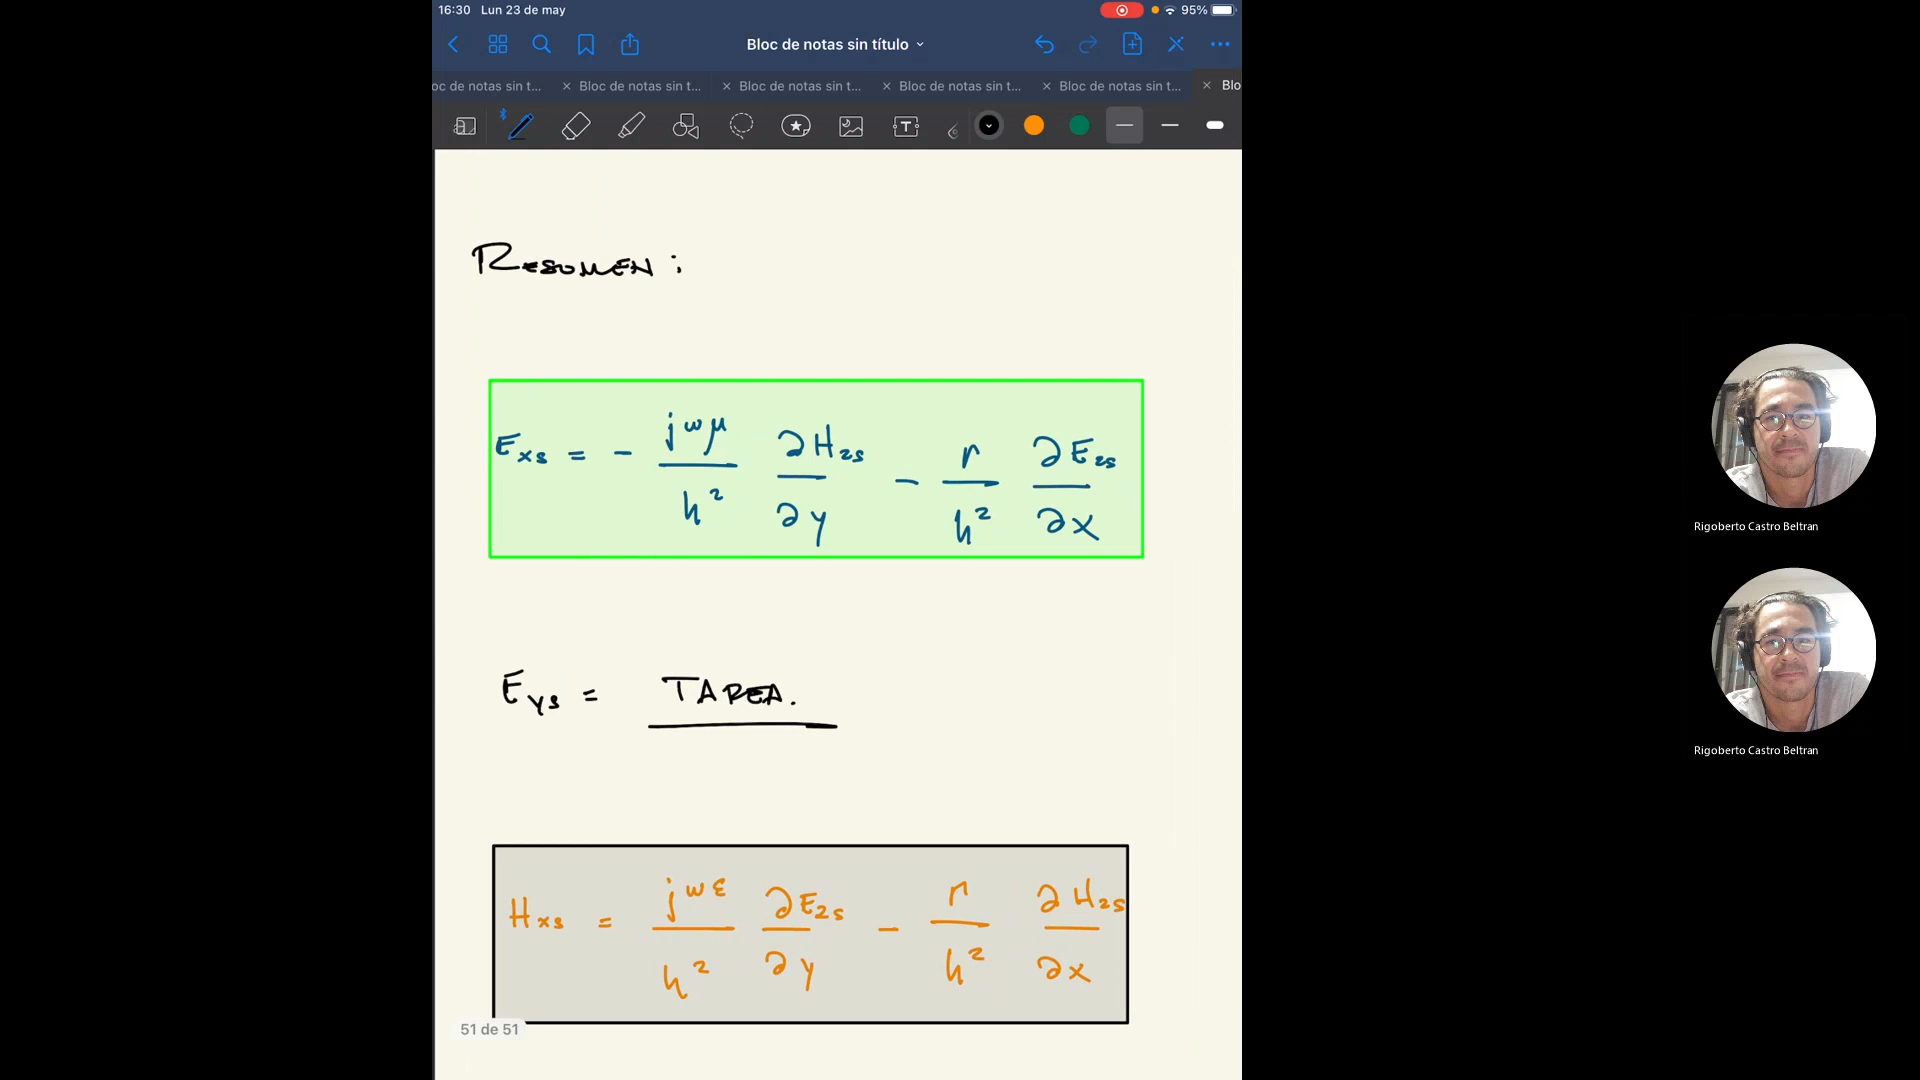 16:30 Lun 23 de may 95%
Bloc de notas sin título
oc de notas sin t... Bloc de notas sin t... Bloc de notas sin t... Bloc de notas sin t... Bloc de notas sin t... Blo
T
RESUMEN :
Exs = - jωμ/h² ∂Hzs/∂y - r/h² ∂Ezs/∂x
Eys = TAREA.
Hxs = jωε/h² ∂Ezs/∂y - r/h² ∂Hzs/∂x
51 de 51
Rigoberto Castro Beltran
Rigoberto Castro Beltran